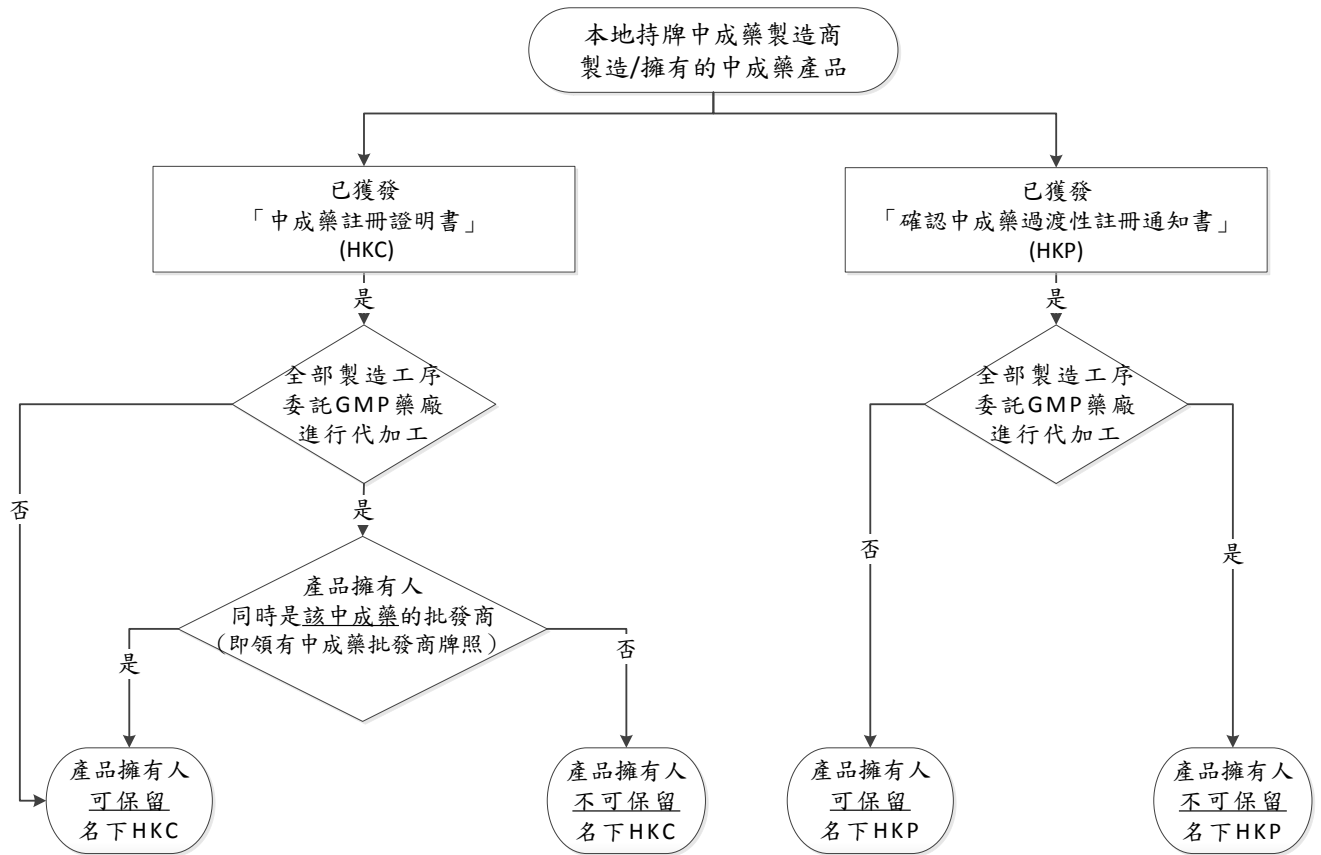 本地持牌中成藥製造商
製造/擁有的中成藥產品
已獲發
「中成藥註冊證明書」
(HKC)
已獲發
「確認中成藥過渡性註冊通知書」
(HKP)
是
是
全部製造工序
委託GMP藥廠
進行代加工
全部製造工序
委託GMP藥廠
進行代加工
否
是
否
是
產品擁有人
同時是該中成藥的批發商
(即領有中成藥批發商牌照)
是
否
產品擁有人
可保留
名下HKC
產品擁有人
不可保留
名下HKC
產品擁有人
可保留
名下HKP
產品擁有人
不可保留
名下HKP